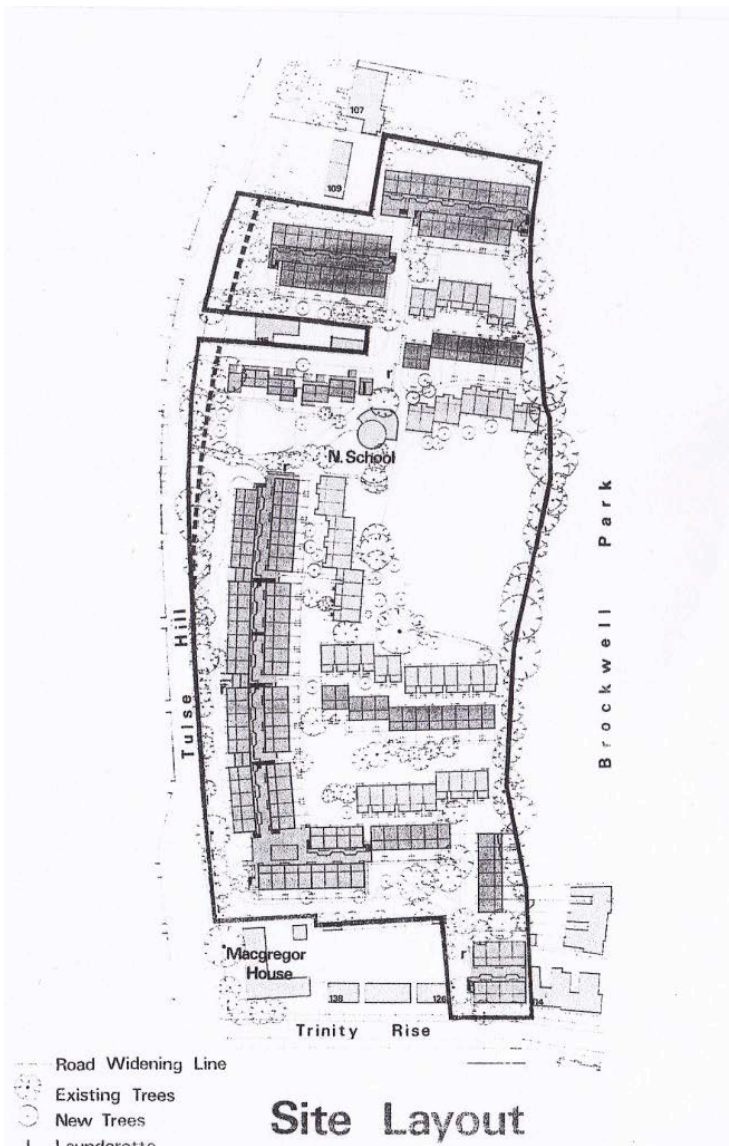 107
109
r
N. School
r
Tulse Hill
Brockwell Park
r
r
Macgregor
House
138
126
Trinity Rise
Road Widening Line
Existing Trees
New Trees
Site Layout